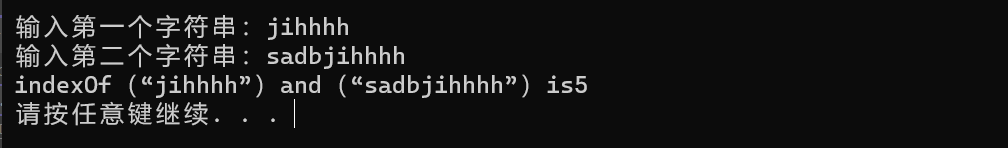 输入第一个字符串：jihhhh
输入第二个字符串：sadbjihhhh
indexOf（“jihhhh”）and（“sadbjihhhh”）is5
请按任意键继续. . .